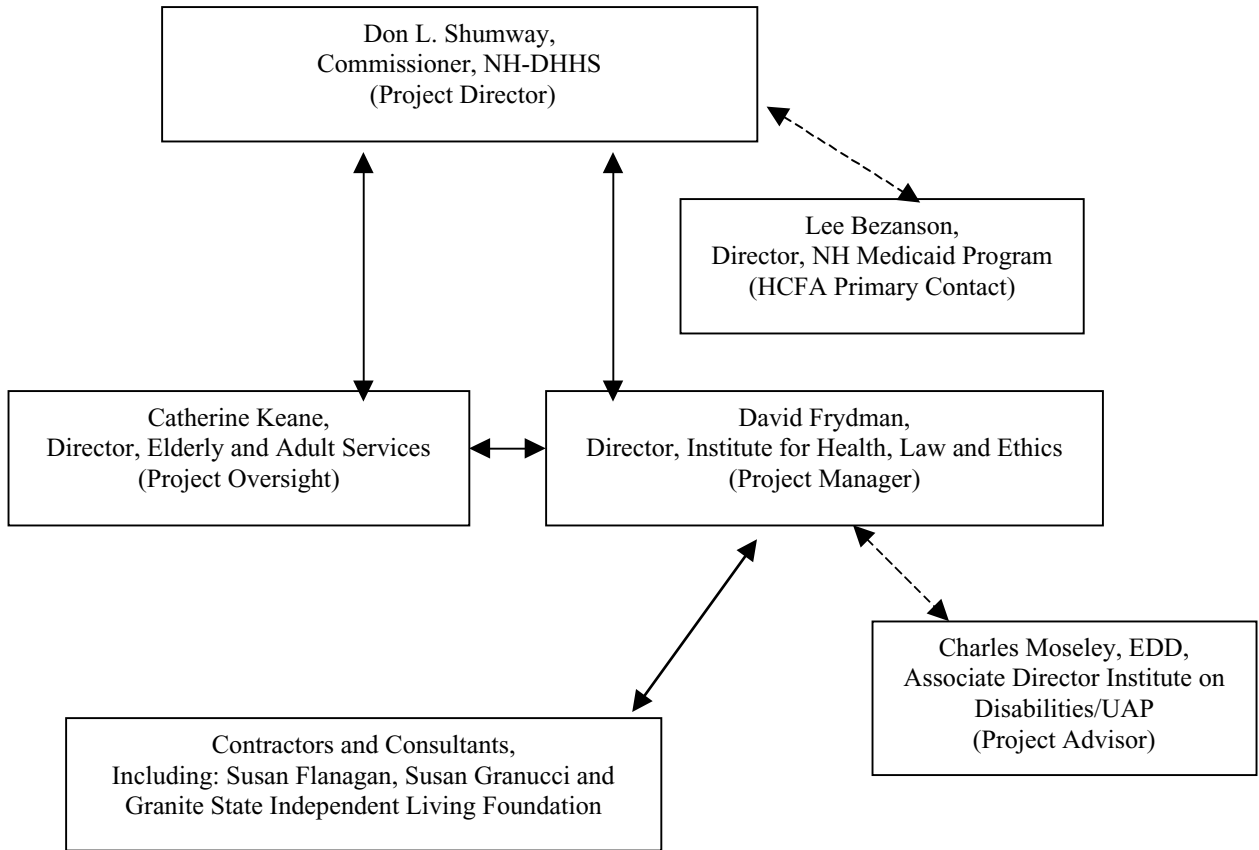 Don L. Shumway,
Commissioner, NH-DHHS
(Project Director)
Lee Bezanson,
Director, NH Medicaid Program
(HCFA Primary Contact)
Catherine Keane,
Director, Elderly and Adult Services
(Project Oversight)
David Frydman,
Director, Institute for Health, Law and Ethics
(Project Manager)
Charles Moseley, EDD,
Associate Director Institute on
Disabilities/UAP
(Project Advisor)
Contractors and Consultants,
Including: Susan Flanagan, Susan Granucci and
Granite State Independent Living Foundation